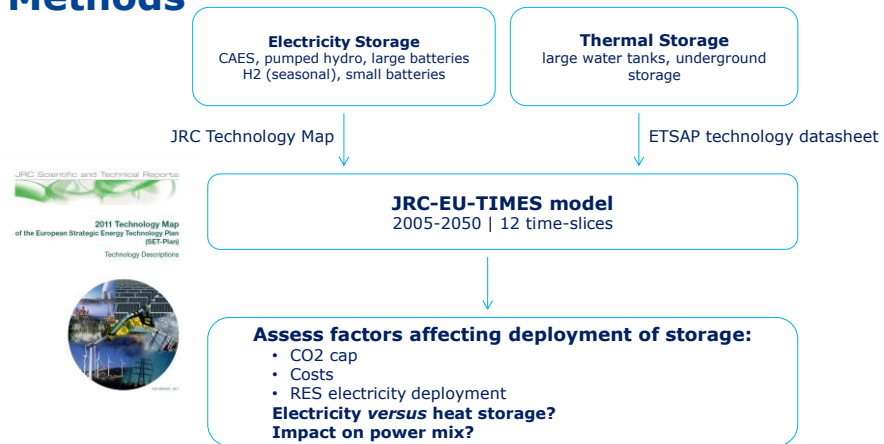 Methods
Electricity Storage
CAES, pumped hydro, large batteries
H2 (seasonal), small batteries
Thermal Storage
large water tanks, underground
storage
JRC Technology Map
ETSAP technology datasheet
JRC Scientific and Technical Reports
2011 Technology Map
of the European Strategic Energy Technology Plan
(SET-Plan)
Technology Descriptions
JRC-EU-TIMES model
2005-2050 | 12 time-slices
Assess factors affecting deployment of storage:
• CO2 cap
• Costs
• RES electricity deployment
Electricity versus heat storage?
Impact on power mix?